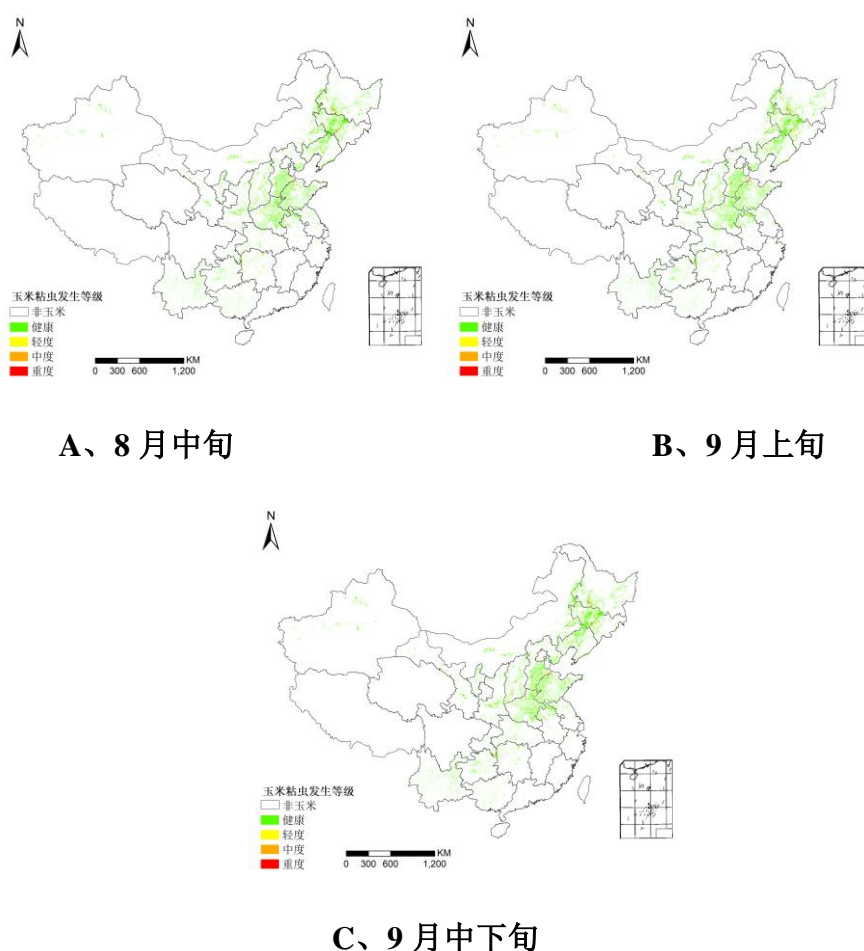 N
玉米粘虫发生等级
非玉米
健康
轻度
中度
重度
KM
0 300 600 1,200
A、8 月中旬
N
玉米粘虫发生等级
非玉米
健康
轻度
中度
重度
KM
0 300 600 1,200
B、9 月上旬
N
玉米粘虫发生等级
非玉米
健康
轻度
中度
重度
KM
0 300 600 1,200
C、9 月中下旬